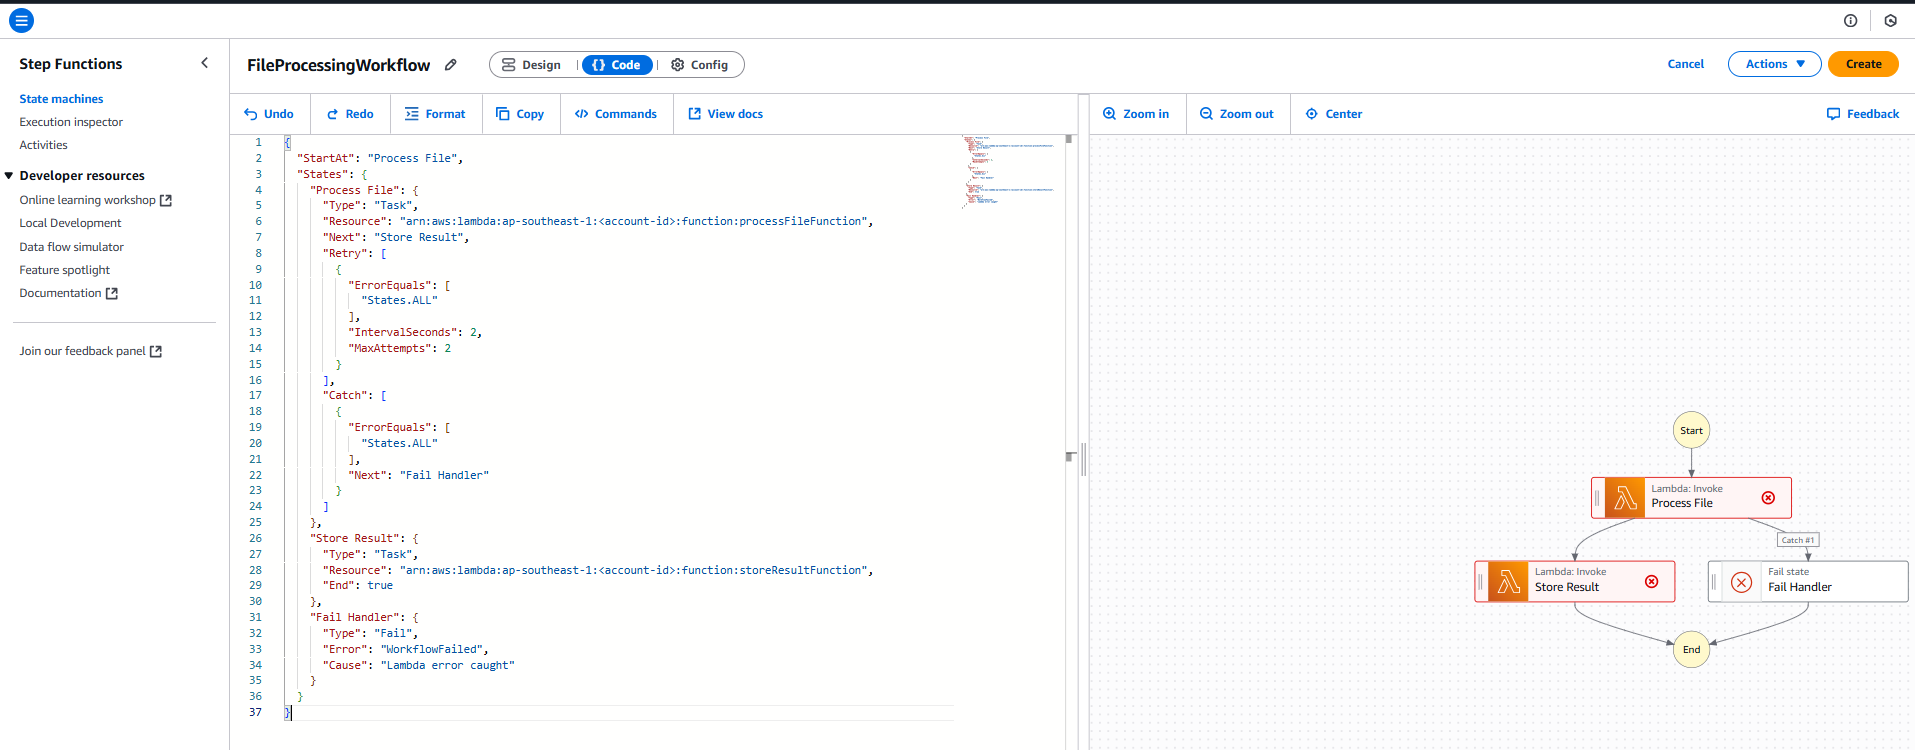 Step Functions
State machines
Execution inspector
Activities
Developer resources
Online learning workshop
Local Development
Data flow simulator
Feature spotlight
Documentation
Join our feedback panel
FileProcessingWorkflow
Design
{} Code
Config
Cancel
Actions
Create
Undo
Redo
Format
Copy
Commands
View docs
Zoom in
Zoom out
Center
Feedback
1 {
2 "StartAt": "Process File",
3 "States": {
4 "Process File": {
5 "Type": "Task",
6 "Resource": "arn:aws:lambda:ap-southeast-1:<account-id>:function:processFileFunction",
7 "Next": "Store Result",
8 "Retry": [
9 {
10 "ErrorEquals": [
11 "States.ALL"
12 ],
13 "IntervalSeconds": 2,
14 "MaxAttempts": 2
15 }
16 ],
17 "Catch": [
18 {
19 "ErrorEquals": [
20 "States.ALL"
21 ],
22 "Next": "Fail Handler"
23 }
24 ]
25 },
26 "Store Result": {
27 "Type": "Task",
28 "Resource": "arn:aws:lambda:ap-southeast-1:<account-id>:function:storeResultFunction",
29 "End": true
30 },
31 "Fail Handler": {
32 "Type": "Fail",
33 "Error": "WorkflowFailed",
34 "Cause": "Lambda error caught"
35 }
36 }
37 }
Start
Lambda: Invoke
Process File
Catch #1
Lambda: Invoke
Store Result
Fail state
Fail Handler
End